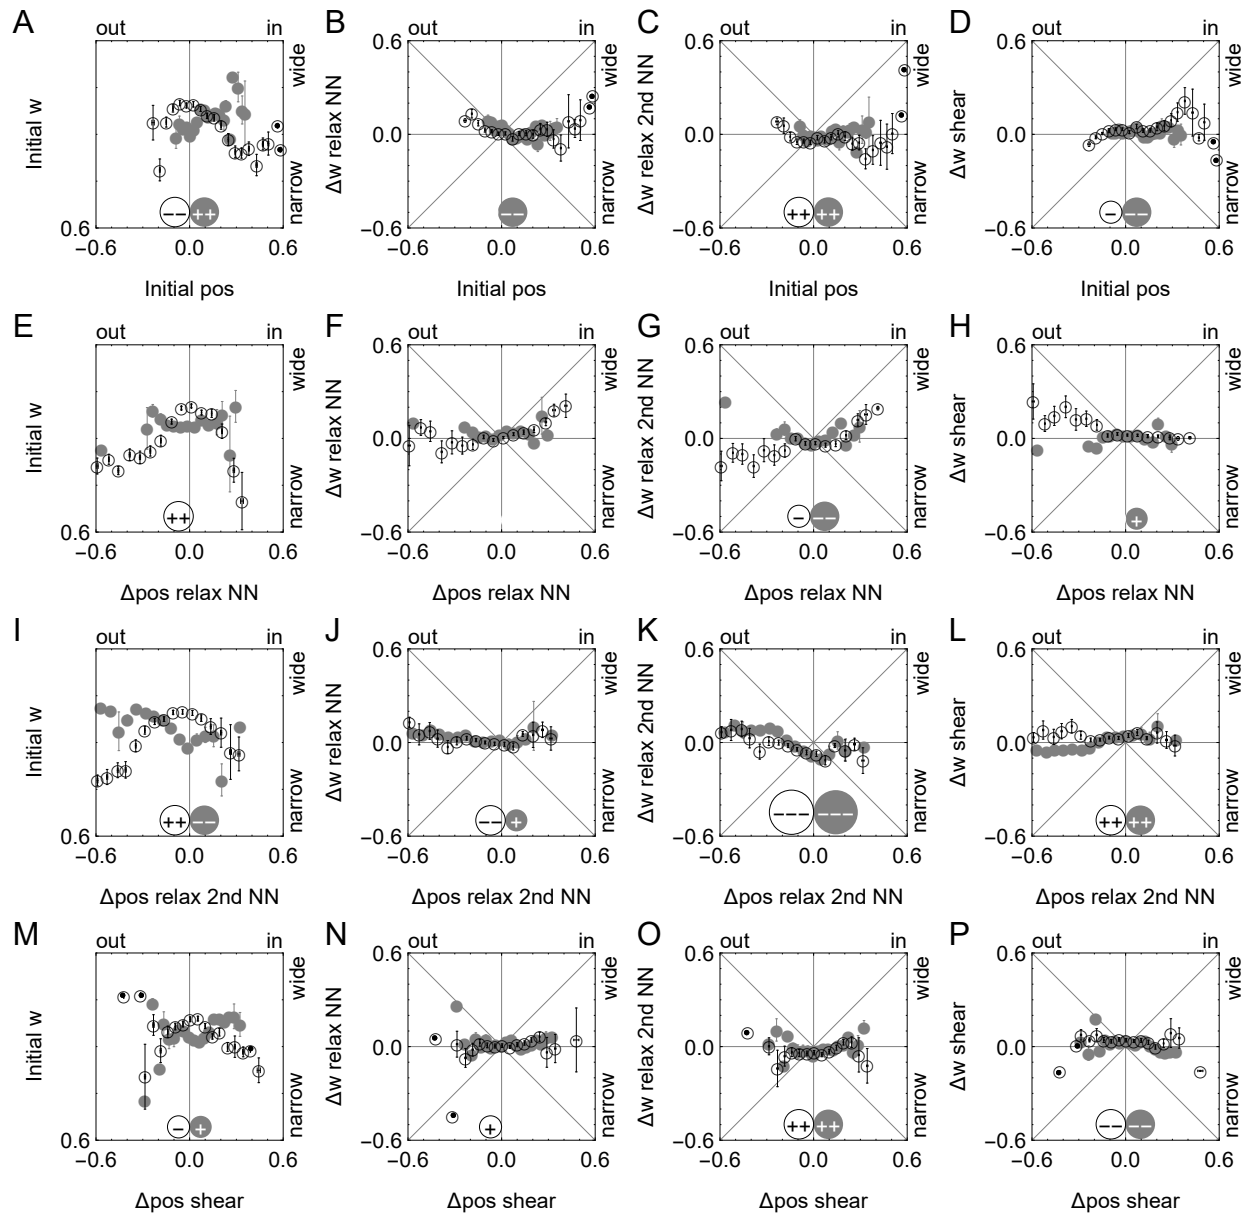 A out in B out in C out in D out in
Initial w wide narrow 0.6 −0.6 0.0 0.6 Initial pos −− ++
Δw relax NN 0.6 0.0 −0.6 wide narrow −0.6 0.0 0.6 Initial pos −−
Δw relax 2nd NN 0.6 0.0 −0.6 wide narrow −0.6 0.0 0.6 Initial pos ++ ++
Δw shear 0.6 0.0 −0.6 wide narrow −0.6 0.0 0.6 Initial pos − −−
E out in F out in G out in H out in
Initial w wide narrow 0.6 −0.6 0.0 0.6 Δpos relax NN ++
Δw relax NN 0.6 0.0 −0.6 wide narrow −0.6 0.0 0.6 Δpos relax NN
Δw relax 2nd NN 0.6 0.0 −0.6 wide narrow −0.6 0.0 0.6 Δpos relax NN − −−
Δw shear 0.6 0.0 −0.6 wide narrow −0.6 0.0 0.6 Δpos relax NN +
I out in J out in K out in L out in
Initial w wide narrow 0.6 −0.6 0.0 0.6 Δpos relax 2nd NN ++ −−
Δw relax NN 0.6 0.0 −0.6 wide narrow −0.6 0.0 0.6 Δpos relax 2nd NN −− +
Δw relax 2nd NN 0.6 0.0 −0.6 wide narrow −0.6 0.0 0.6 Δpos relax 2nd NN −−− −−−
Δw shear 0.6 0.0 −0.6 wide narrow −0.6 0.0 0.6 Δpos relax 2nd NN ++ ++
M out in N out in O out in P out in
Initial w wide narrow 0.6 −0.6 0.0 0.6 Δpos shear − +
Δw relax NN 0.6 0.0 −0.6 wide narrow −0.6 0.0 0.6 Δpos shear +
Δw relax 2nd NN 0.6 0.0 −0.6 wide narrow −0.6 0.0 0.6 Δpos shear ++ ++
Δw shear 0.6 0.0 −0.6 wide narrow −0.6 0.0 0.6 Δpos shear −− −−